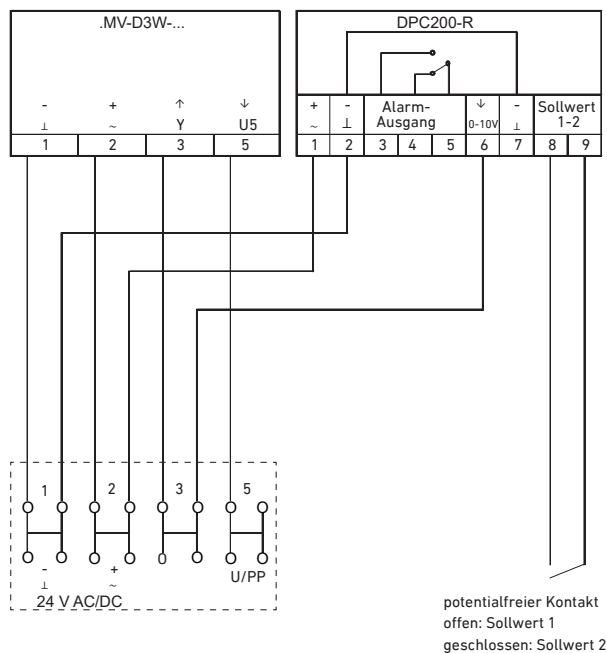 .MV-D3W-...
DPC200-R
- + ↑ ↓
⊥ ~ Y U5
1 2 3 5
+ - Alarm- ↓ - Sollwert
~ ⊥ Ausgang 0-10V ⊥ 1-2
1 2 3 4 5 6 7 8 9
1 2 3 5
- +
⊥ ~ U/PP
24 V AC/DC
potentialfreier Kontakt
offen: Sollwert 1
geschlossen: Sollwert 2